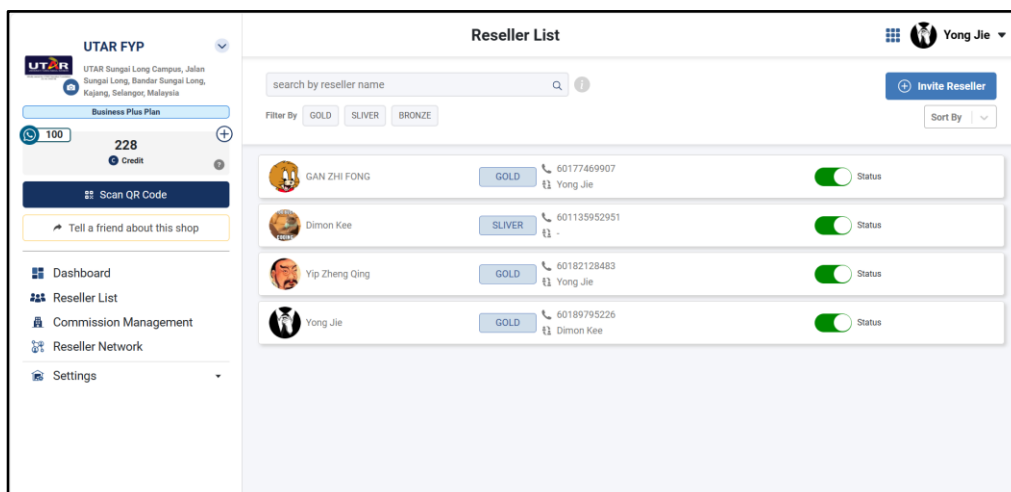 UTAR FYP
UTAR
UTAR Sungai Long Campus, Jalan
Sungai Long, Bandar Sungai Long,
Kajang, Selangor, Malaysia
Business Plus Plan
100
228
C Credit
?
Scan QR Code
Tell a friend about this shop
Dashboard
Reseller List
Commission Management
Reseller Network
Settings
Reseller List
Yong Jie
search by reseller name
i
Invite Reseller
Filter By GOLD SLIVER BRONZE
Sort By
GAN ZHI FONG GOLD 60177469907 Status
Yong Jie
Dimon Kee SLIVER 601135952951 Status
-
Yip Zheng Qing GOLD 60182128483 Status
Yong Jie
Yong Jie GOLD 60189795226 Status
Dimon Kee